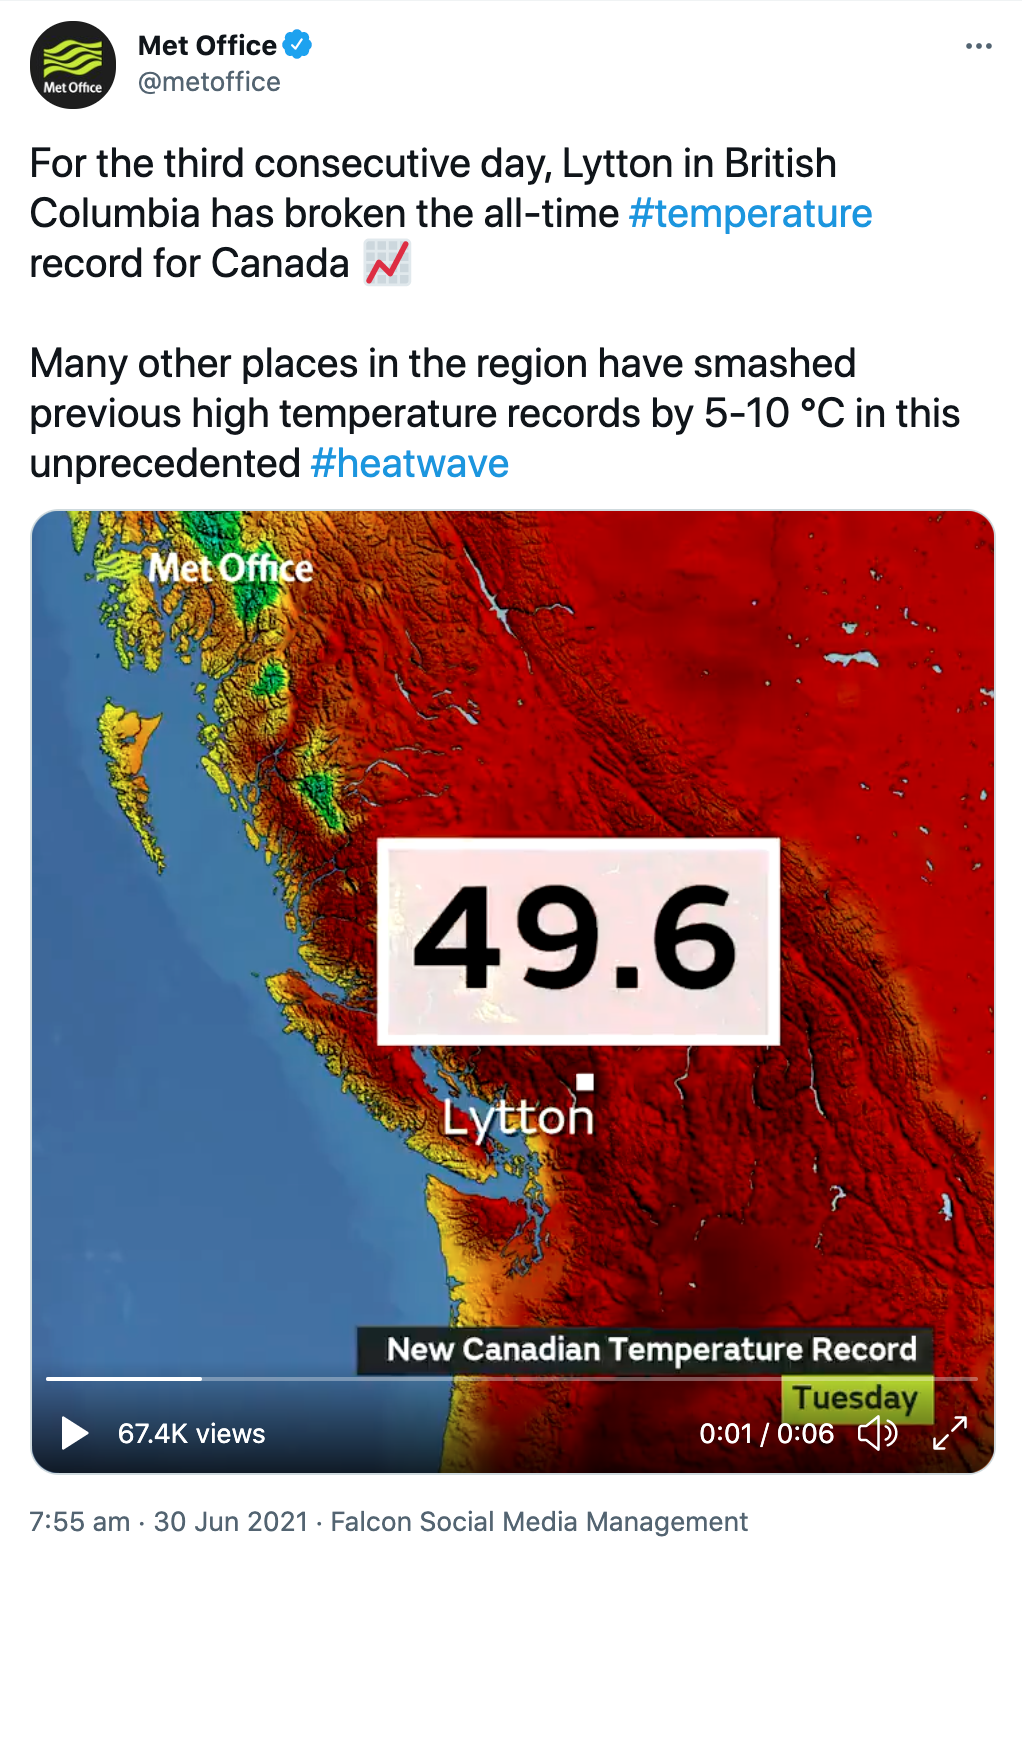 Met Office
Met Office
@metoffice
For the third consecutive day, Lytton in British
Columbia has broken the all-time #temperature
record for Canada 📈
Many other places in the region have smashed
previous high temperature records by 5-10 °C in this
unprecedented #heatwave
Met Office
49.6
Lytton
New Canadian Temperature Record
Tuesday
67.4K views
0:01 / 0:06
7:55 am · 30 Jun 2021 · Falcon Social Media Management